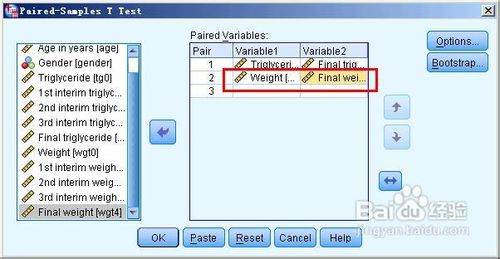 Paired-Samples T Test
Age in years [age]
Gender [gender]
Triglyceride [tg0]
1st interim triglyc...
2nd interim triglyc...
3rd interim triglyc...
Final triglyceride [...
Weight [wgt0]
1st interim weigh...
2nd interim weigh...
3rd interim weigh...
Final weight [wgt4]
Paired Variables:
Pair Variable1 Variable2
1 Triglyceri... Final trig...
2 Weight [... Final wei...
3
Options...
Bootstrap...
OK Paste Reset Cancel Help
Baidu 经验
jingyan.baidu.com